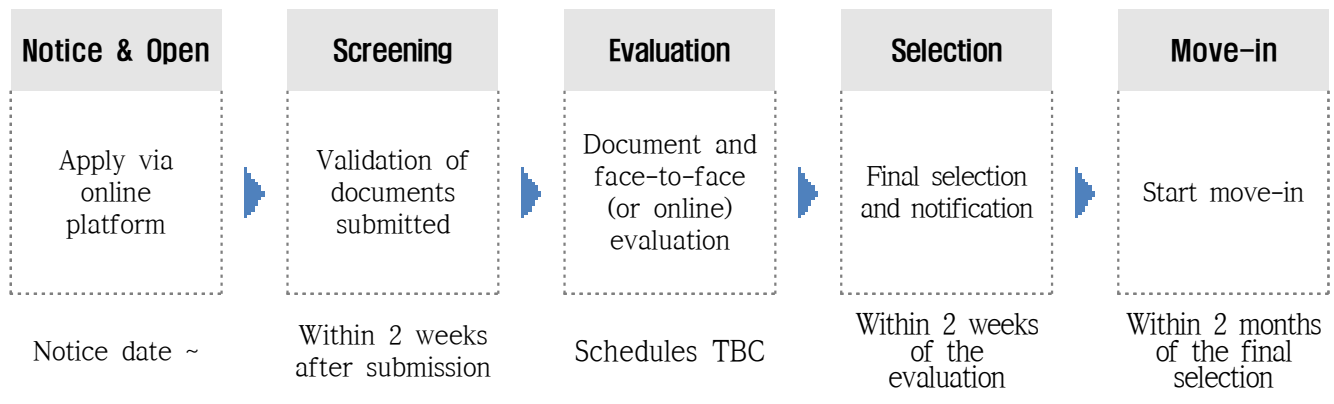 Notice & Open
Apply via
online
platform
Notice date ~
Screening
Validation of
documents
submitted
Within 2 weeks
after submission
Evaluation
Document and
face-to-face
(or online)
evaluation
Schedules TBC
Selection
Final selection
and notification
Within 2 weeks
of the
evaluation
Move-in
Start move-in
Within 2 months
of the final
selection